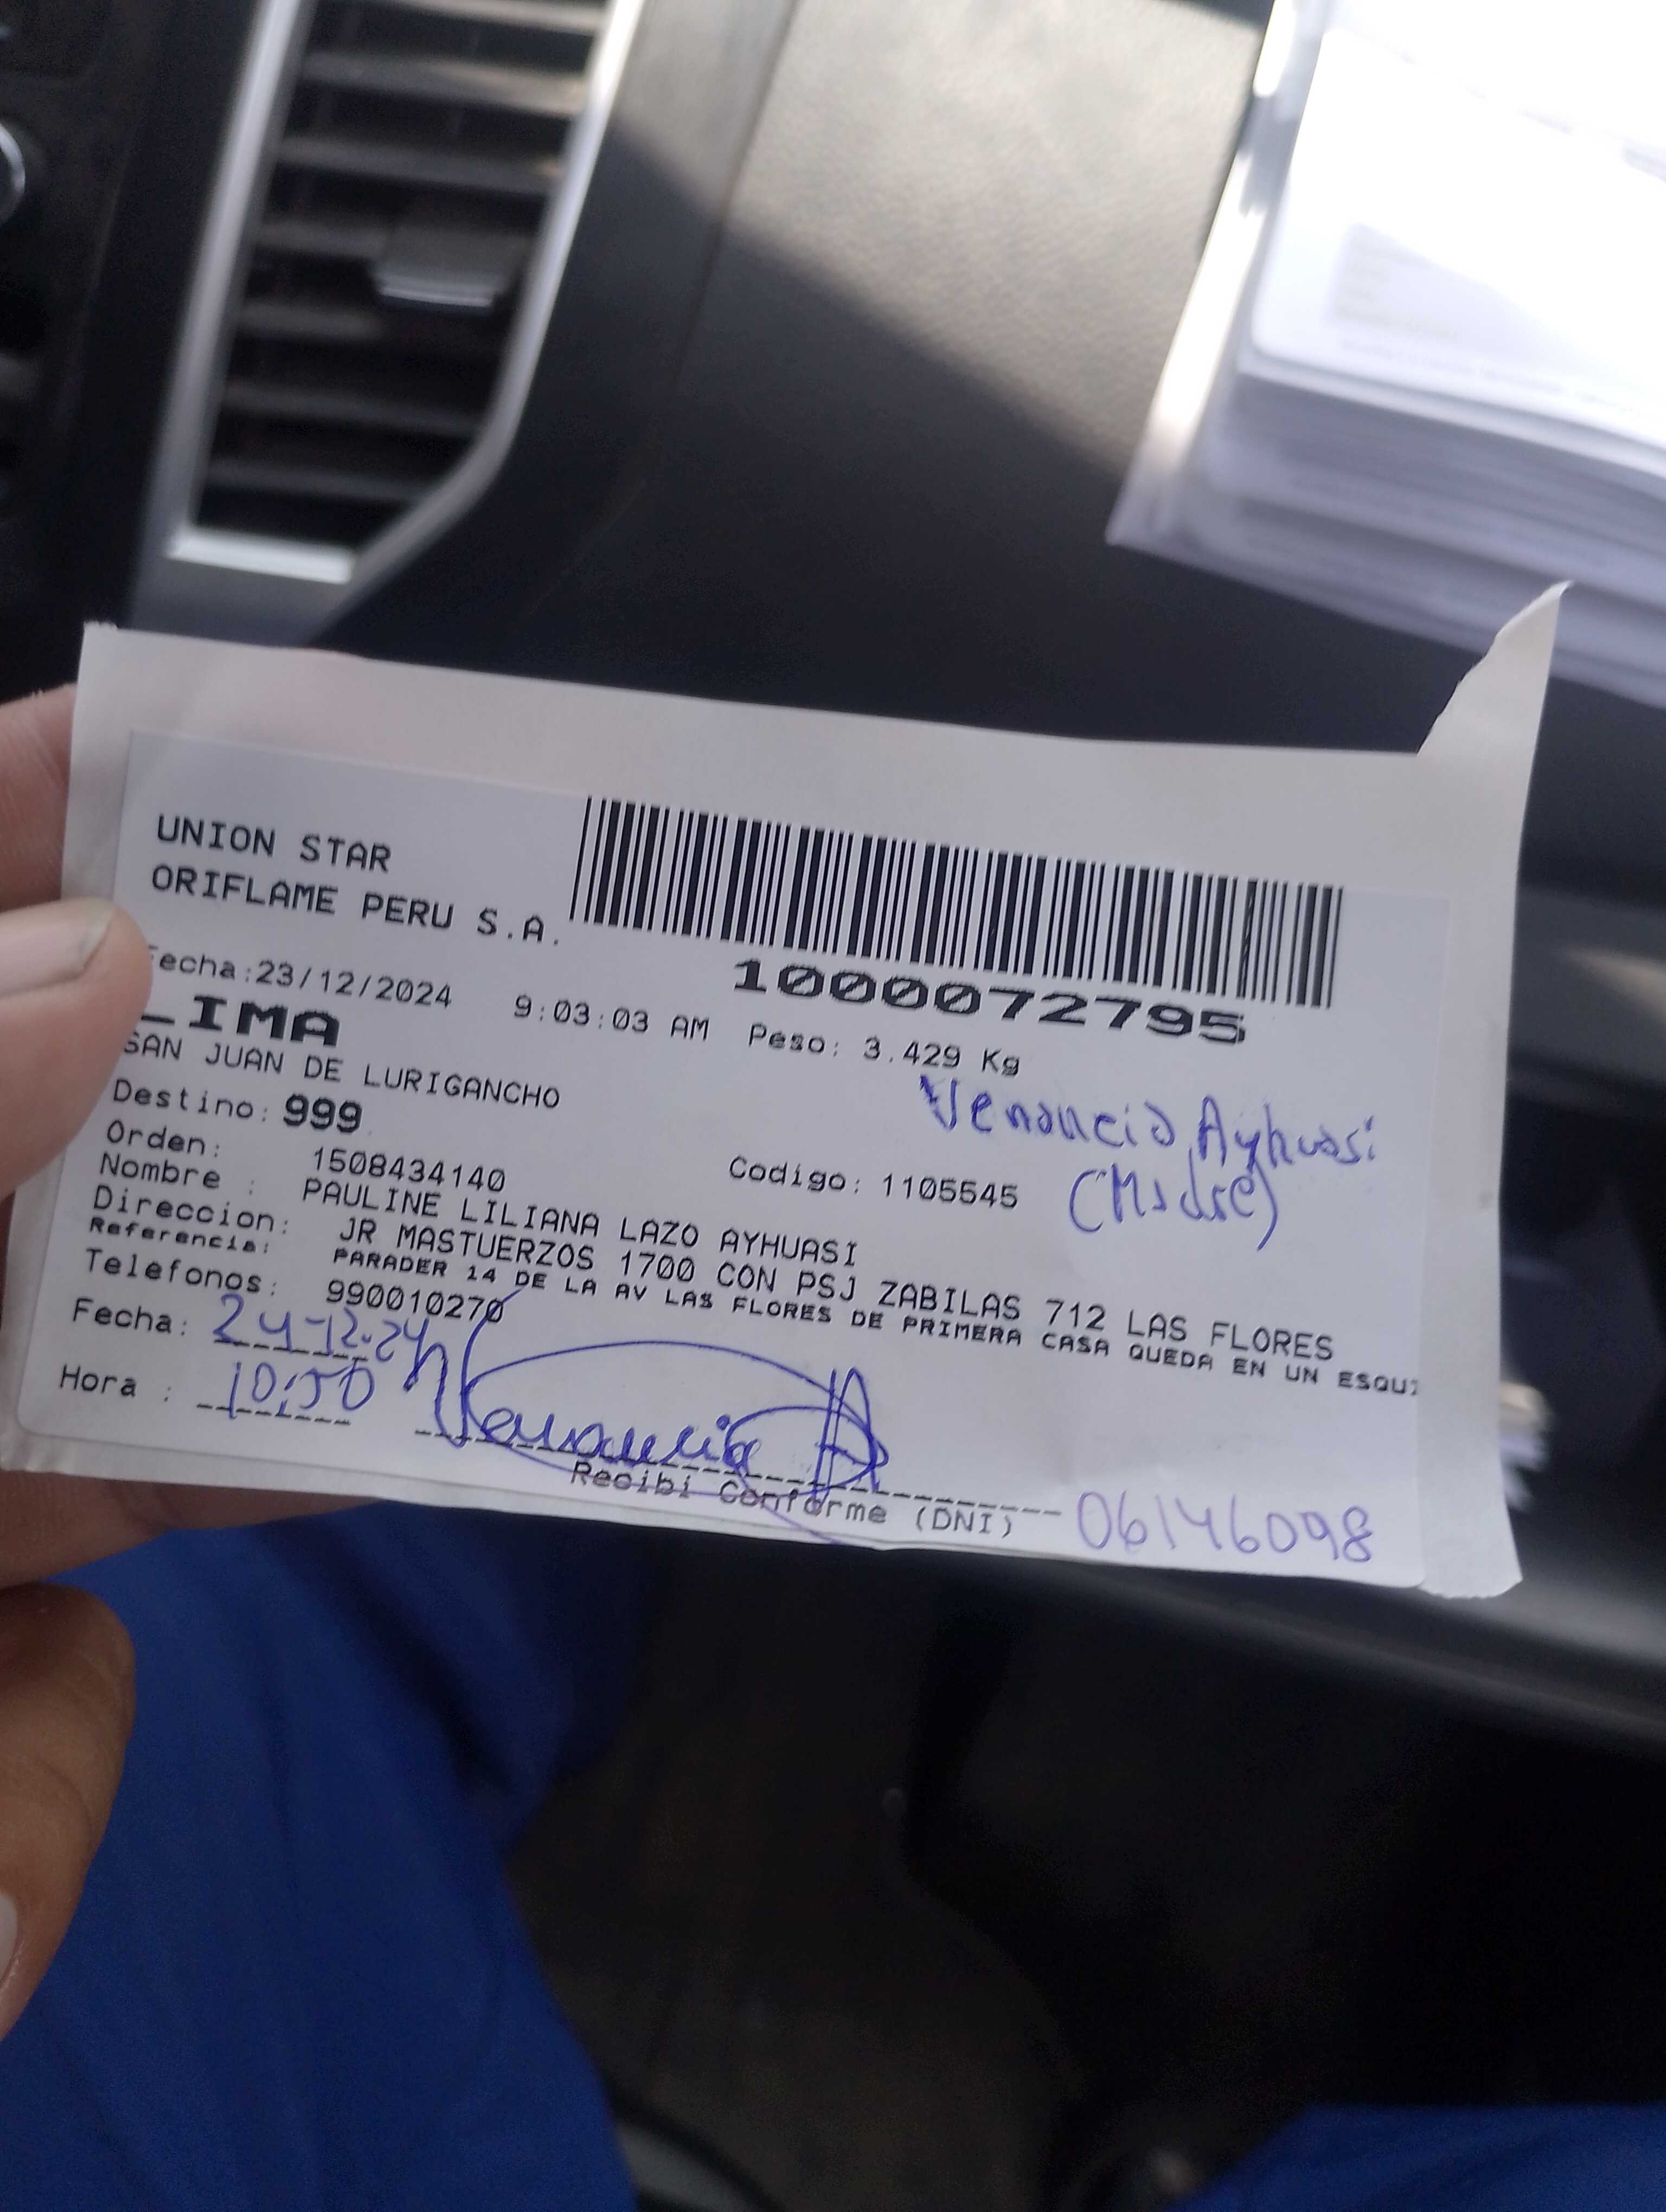 UNION STAR
ORIFLAME PERU S.A.
1000072795
Fecha:23/12/2024 9:03:03 AM Peso: 3.429 Kg
LIMA
SAN JUAN DE LURIGANCHO
Venancia Ayhuasi
(Madre)
Destino: 999
Orden: 1508434140 Codigo: 1105545
Nombre : PAULINE LILIANA LAZO AYHUASI
Direccion: JR MASTUERZOS 1700 CON PSJ ZABILAS 712 LAS FLORES
Referencia: PARADER 14 DE LA AV LAS FLORES DE PRIMERA CASA QUEDA EN UN ESQUI
Telefonos: 990010270
Fecha: 24-12-24
Hora : 10:50
Venancia A
Recibi Conforme (DNI) 06146098